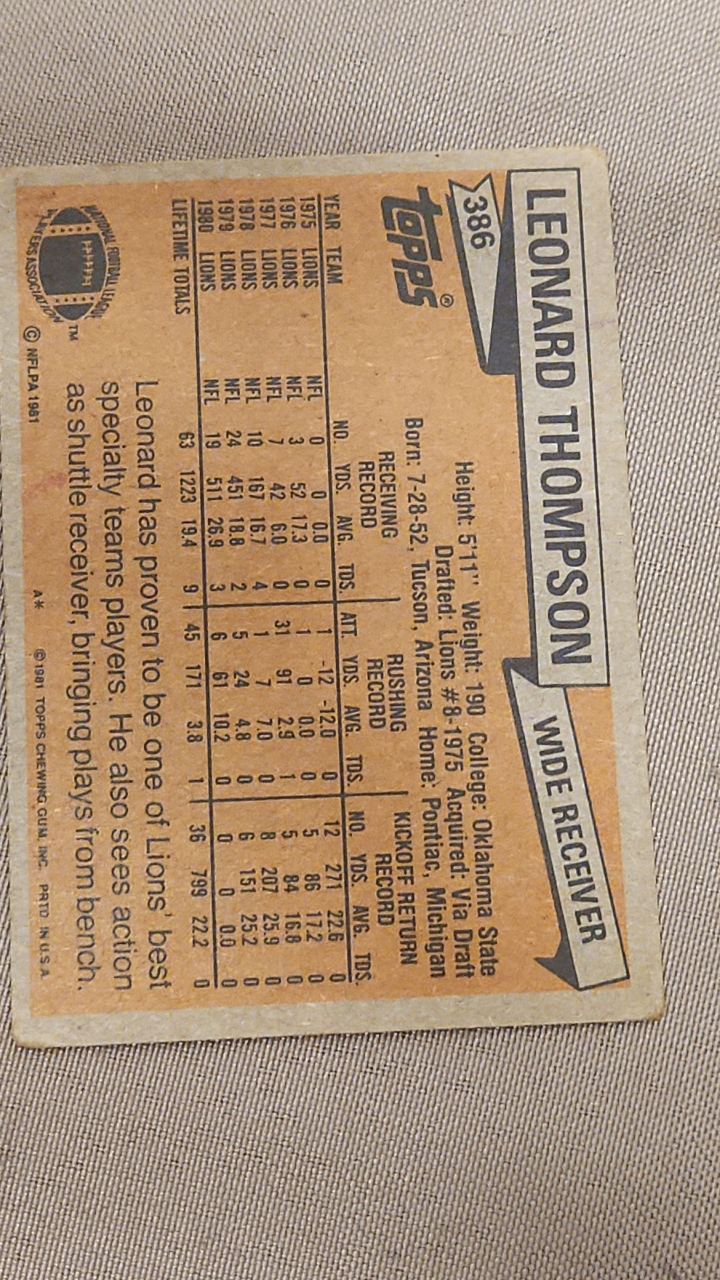 LEONARD THOMPSON WIDE RECEIVER
386
topps®
Height: 5'11" Weight: 190 College: Oklahoma State
Drafted: Lions #8-1975 Acquired: Via Draft
Born: 7-28-52, Tucson, Arizona Home: Pontiac, Michigan
RECEIVING RECORD RUSHING RECORD KICKOFF RETURN RECORD
YEAR TEAM NO. YDS. AVG. TDS. ATT. YDS. AVG. TDS. NO. YDS. AVG. TDS.
1975 LIONS NFL 0 0 0.0 0 1 -12 -12.0 0 12 271 22.6 0
1976 LIONS NFL 3 52 17.3 0 1 0 0.0 0 5 86 17.2 0
1977 LIONS NFL 7 42 6.0 0 31 91 2.9 1 5 84 16.8 0
1978 LIONS NFL 10 167 16.7 4 1 7 7.0 0 8 207 25.9 0
1979 LIONS NFL 24 451 18.8 2 5 24 4.8 0 6 151 25.2 0
1980 LIONS NFL 19 511 26.9 3 6 61 10.2 0 0 0 0.0 0
LIFETIME TOTALS 63 1223 19.4 9 45 171 3.8 1 36 799 22.2 0
Leonard has proven to be one of Lions' best
specialty teams players. He also sees action
as shuttle receiver, bringing plays from bench.
NATIONAL FOOTBALL LEAGUE
PLAYERS ASSOCIATION
TM
© NFLPA 1981 A* © 1981 TOPPS CHEWING GUM, INC. PRTD. IN U.S.A.